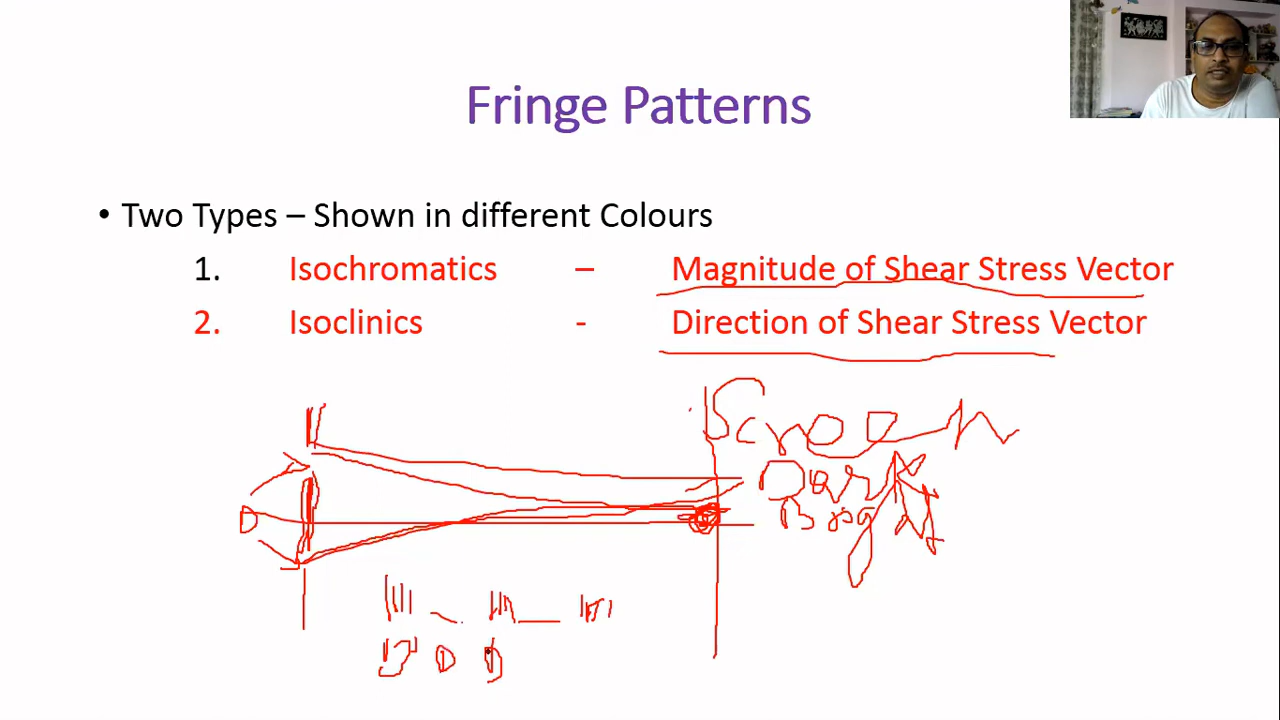 Fringe Patterns
• Two Types – Shown in different Colours
1. Isochromatics – Magnitude of Shear Stress Vector
2. Isoclinics - Direction of Shear Stress Vector
Screen
Dark